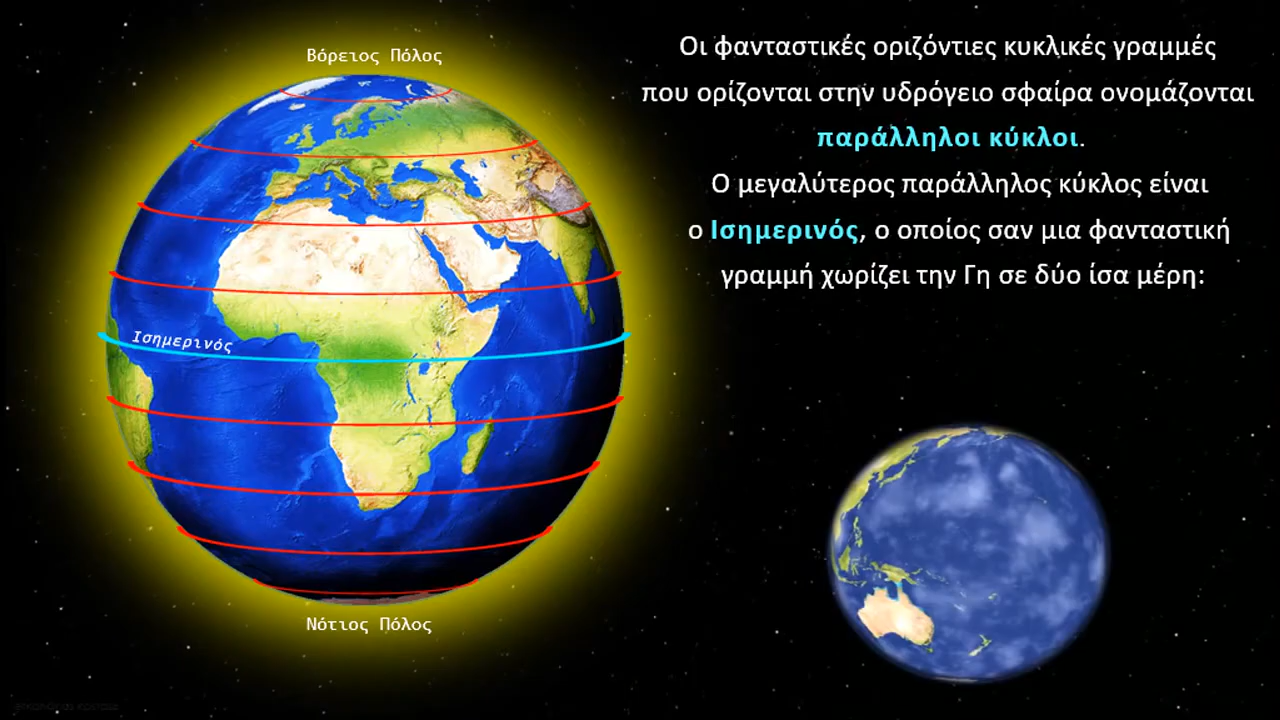 Βόρειος Πόλος
Ισημερινός
Νότιος Πόλος
Οι φανταστικές οριζόντιες κυκλικές γραμμές
που ορίζονται στην υδρόγειο σφαίρα ονομάζονται
παράλληλοι κύκλοι.
Ο μεγαλύτερος παράλληλος κύκλος είναι
ο Ισημερινός, ο οποίος σαν μια φανταστική
γραμμή χωρίζει την Γη σε δύο ίσα μέρη: